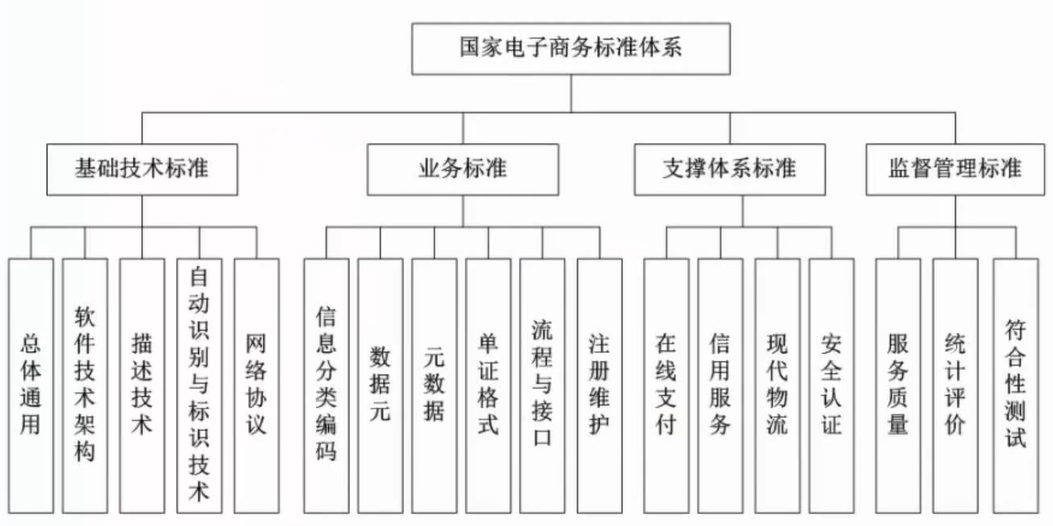 国家电子商务标准体系
基础技术标准
业务标准
支撑体系标准
监督管理标准
总体通用
软件技术架构
描述技术
自动识别与标识技术
网络协议
信息分类编码
数据元
元数据
单证格式
流程与接口
注册维护
在线支付
信用服务
现代物流
安全认证
服务质量
统计评价
符合性测试